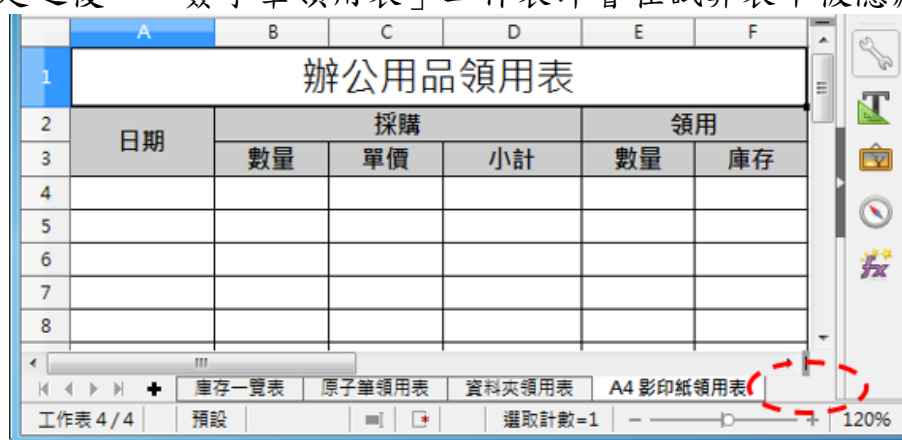 A B C D E F
1 辦公用品領用表
2 日期 採購 領用
3 數量 單價 小計 數量 庫存
4
5
6
7
8
庫存一覽表 原子筆領用表 資料夾領用表 A4 影印紙領用表
工作表 4 / 4 預設 選取計數=1 120%